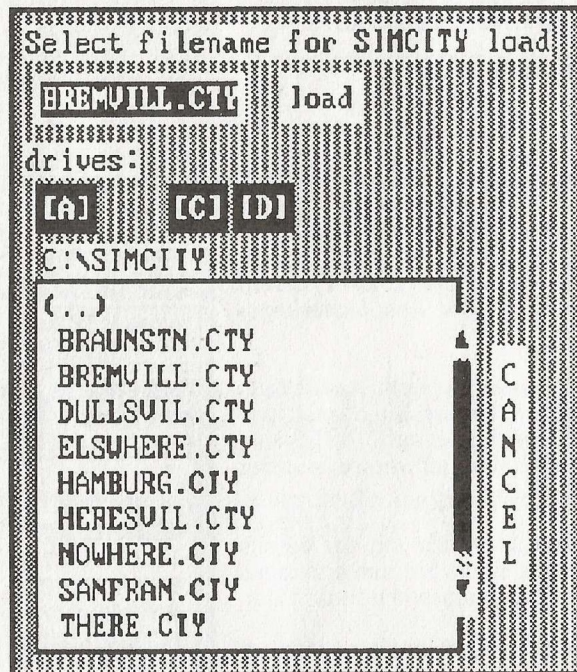 Select filename for SIMCITY load
BREMVILL.CTY load
drives:
[A] [C] [D]
C:\SIMCITY
(..)
BRAUNSTN.CTY
BREMVILL.CTY
DULLSVIL.CTY
ELSWHERE.CTY
HAMBURG.CTY
HERESVIL.CTY
NOWHERE.CTY
SANFRAN.CTY
THERE.CTY
CANCEL